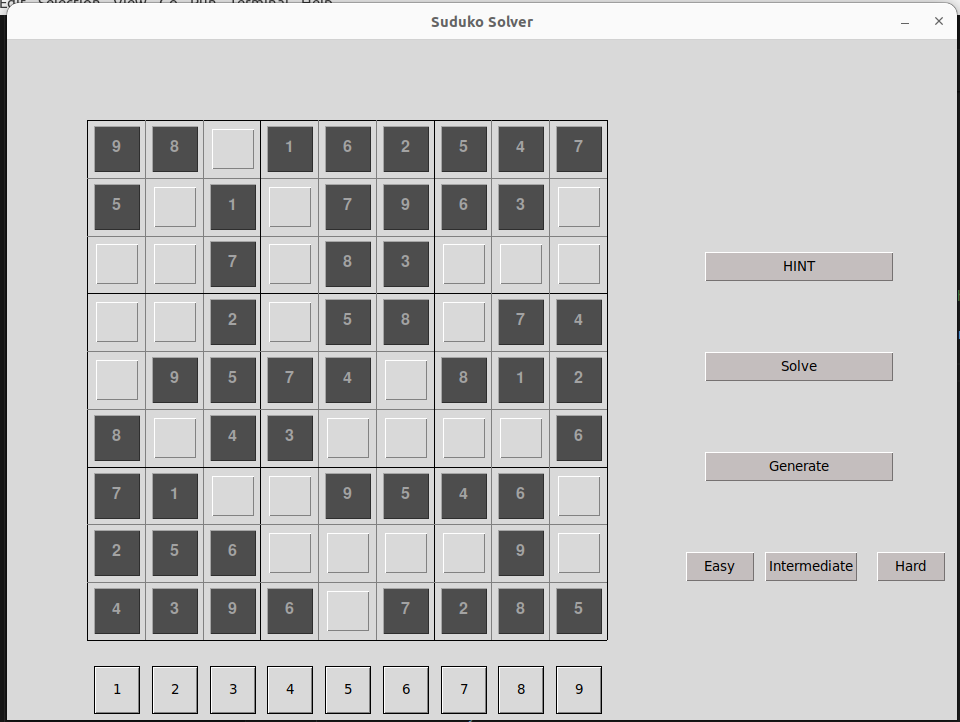 Edit Selection View Go Run Terminal Help
Suduko Solver
9 8 1 6 2 5 4 7
5 1 7 9 6 3
7 8 3
HINT
2 5 8 7 4
9 5 7 4 8 1 2
Solve
8 4 3 6
7 1 9 5 4 6
Generate
2 5 6 9
Easy Intermediate Hard
4 3 9 6 7 2 8 5
1 2 3 4 5 6 7 8 9